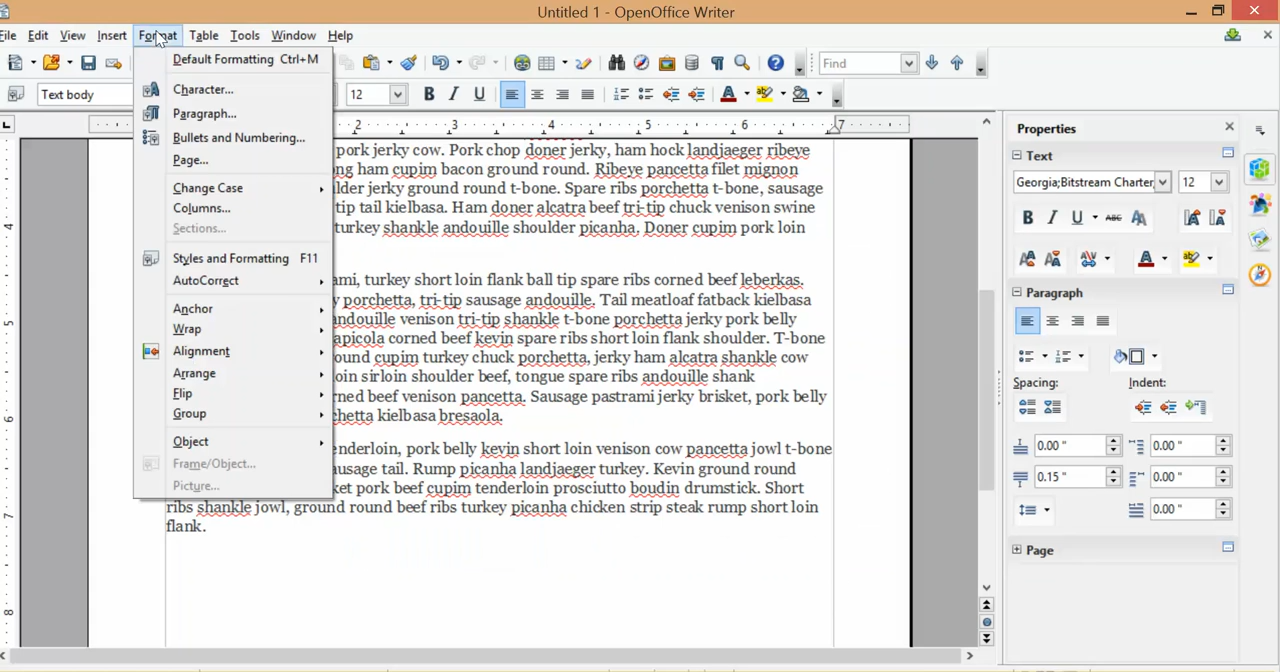 Untitled 1 - OpenOffice Writer
File Edit View Insert Format Table Tools Window Help
Find
Text body 12
Default Formatting Ctrl+M
Character...
Paragraph...
Bullets and Numbering...
Page...
Change Case
Columns...
Sections...
Styles and Formatting F11
AutoCorrect
Anchor
Wrap
Alignment
Arrange
Flip
Group
Object
Frame/Object...
Picture...
2 3 4 5 6 7
4
5
6
7
8
pork jerky cow. Pork chop doner jerky, ham hock landjaeger ribeye
ng ham cupim bacon ground round. Ribeye pancetta filet mignon
lder jerky ground round t-bone. Spare ribs porchetta t-bone, sausage
tip tail kielbasa. Ham doner alcatra beef tri-tip chuck venison swine
turkey shankle andouille shoulder picanha. Doner cupim pork loin
ami, turkey short loin flank ball tip spare ribs corned beef leberkas.
y porchetta, tri-tip sausage andouille. Tail meatloaf fatback kielbasa
andouille venison tri-tip shankle t-bone porchetta jerky pork belly
apicola corned beef kevin spare ribs short loin flank shoulder. T-bone
ound cupim turkey chuck porchetta, jerky ham alcatra shankle cow
oin sirloin shoulder beef, tongue spare ribs andouille shank
rned beef venison pancetta. Sausage pastrami jerky brisket, pork belly
chetta kielbasa bresaola.
enderloin, pork belly kevin short loin venison cow pancetta jowl t-bone
ausage tail. Rump picanha landjaeger turkey. Kevin ground round
ket pork beef cupim tenderloin prosciutto boudin drumstick. Short
ribs shankle jowl, ground round beef ribs turkey picanha chicken strip steak rump short loin
flank.
Properties
Text
Georgia;Bitstream Charter, 12
Paragraph
Spacing: Indent:
0.00 " 0.00 "
0.15 " 0.00 "
0.00 "
Page